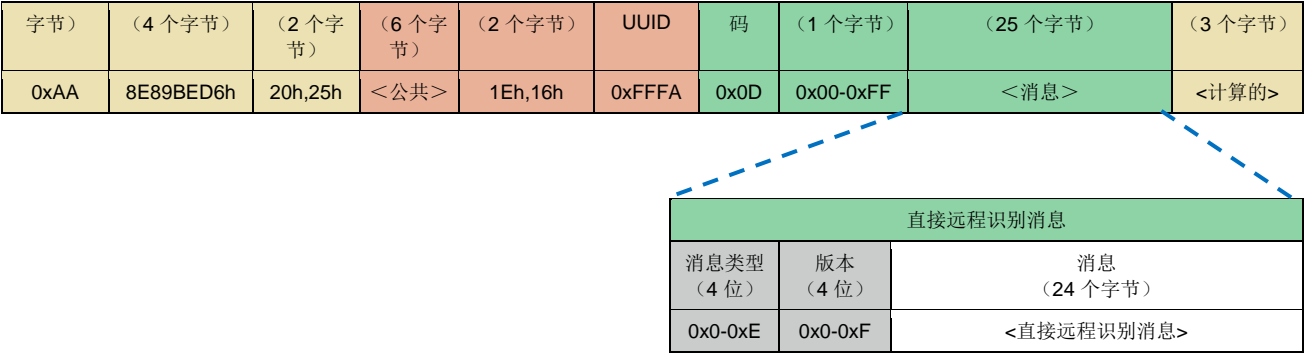 字节） （4 个字节） （2 个字 （6 个字 （2 个字节） UUID 码 （1 个字节） （25 个字节） （3 个字节）
节） 节）
0xAA 8E89BED6h 20h,25h ＜公共＞ 1Eh,16h 0xFFFA 0x0D 0x00-0xFF ＜消息＞ <计算的>
直接远程识别消息
消息类型 版本 消息
（4 位） （4 位） （24 个字节）
0x0-0xE 0x0-0xF <直接远程识别消息>